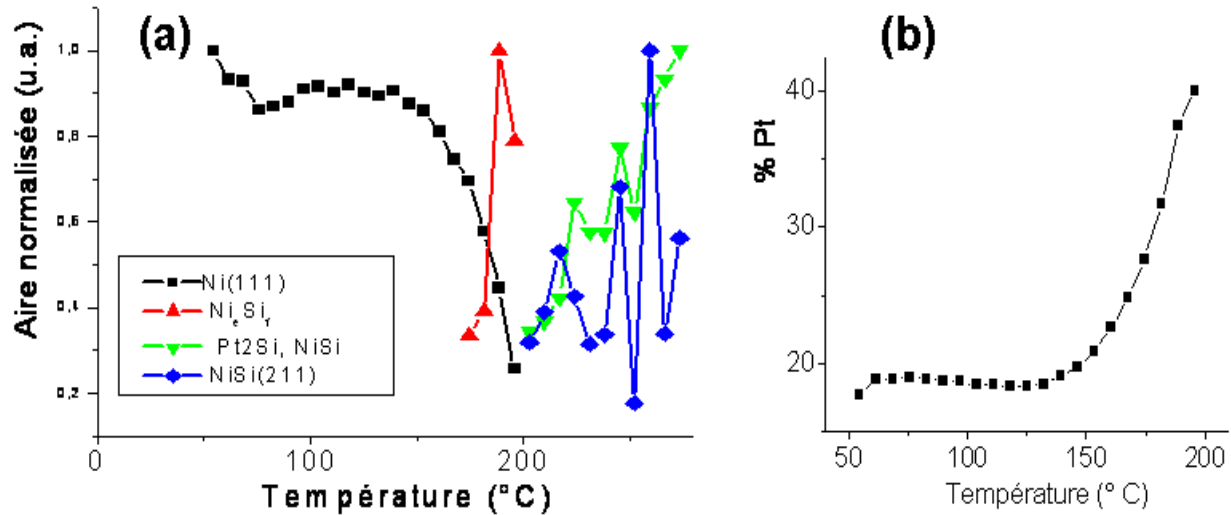 (a)
(b)
Aire normalisée (u.a.)
1,0
0,8
0,6
0,4
0,2
Ni(111)
NiₑSiᵧ
Pt2Si, NiSi
NiSi(211)
0
100
200
Température (°C)
% Pt
40
30
20
50
100
150
200
Température (° C)